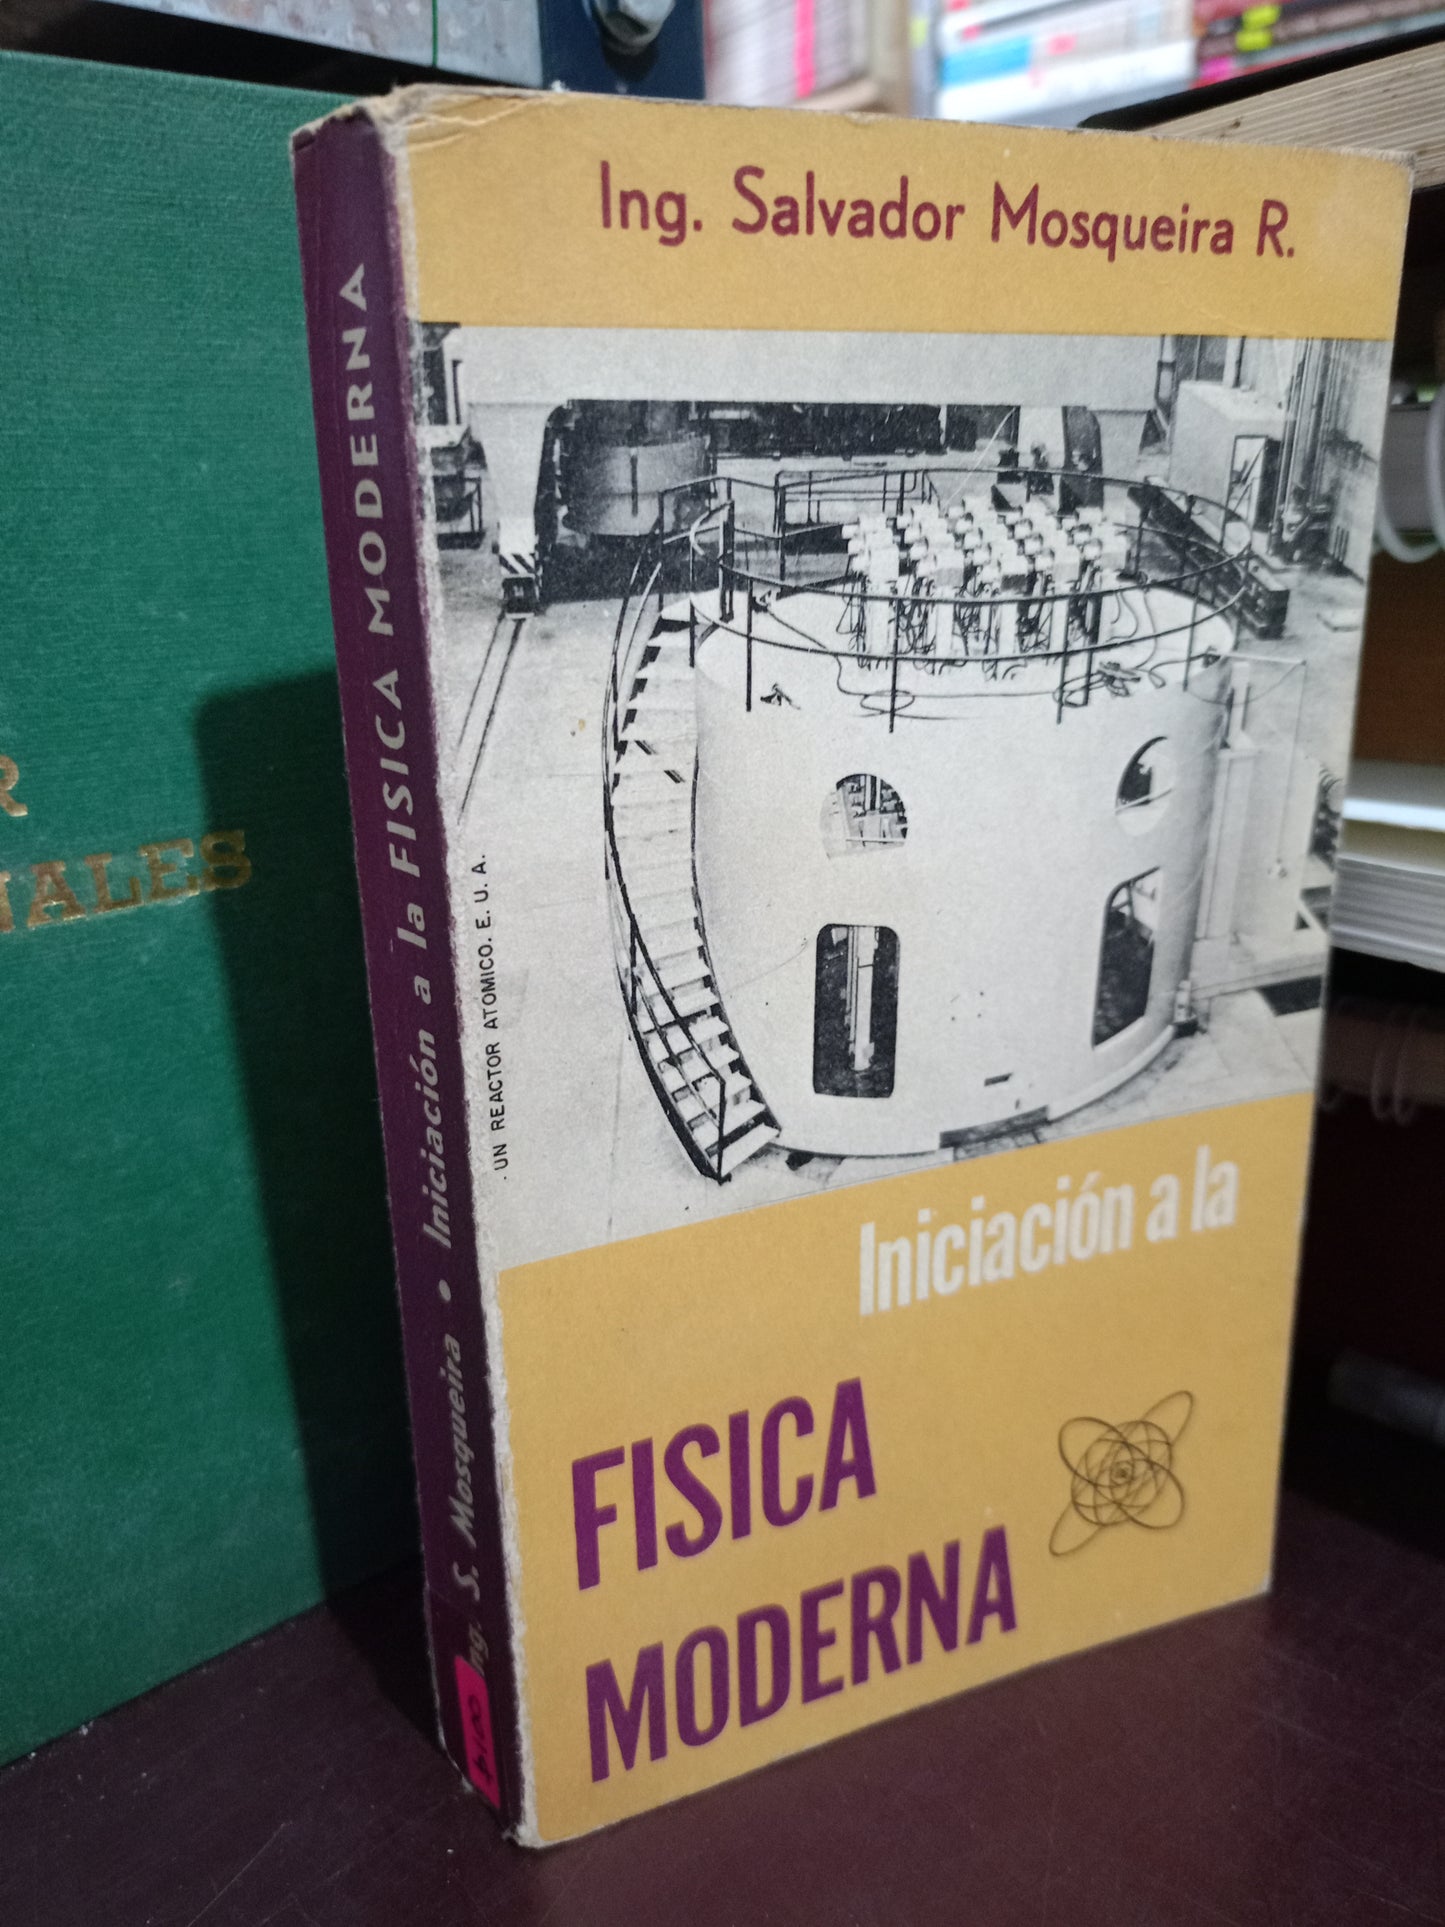 Ing. Salvador Mosqueira R.
UN REACTOR ATOMICO. E. U. A.
Iniciación a la
FISICA
MODERNA
Ing. S. Mosqueira • Iniciación a la FISICA MODERNA